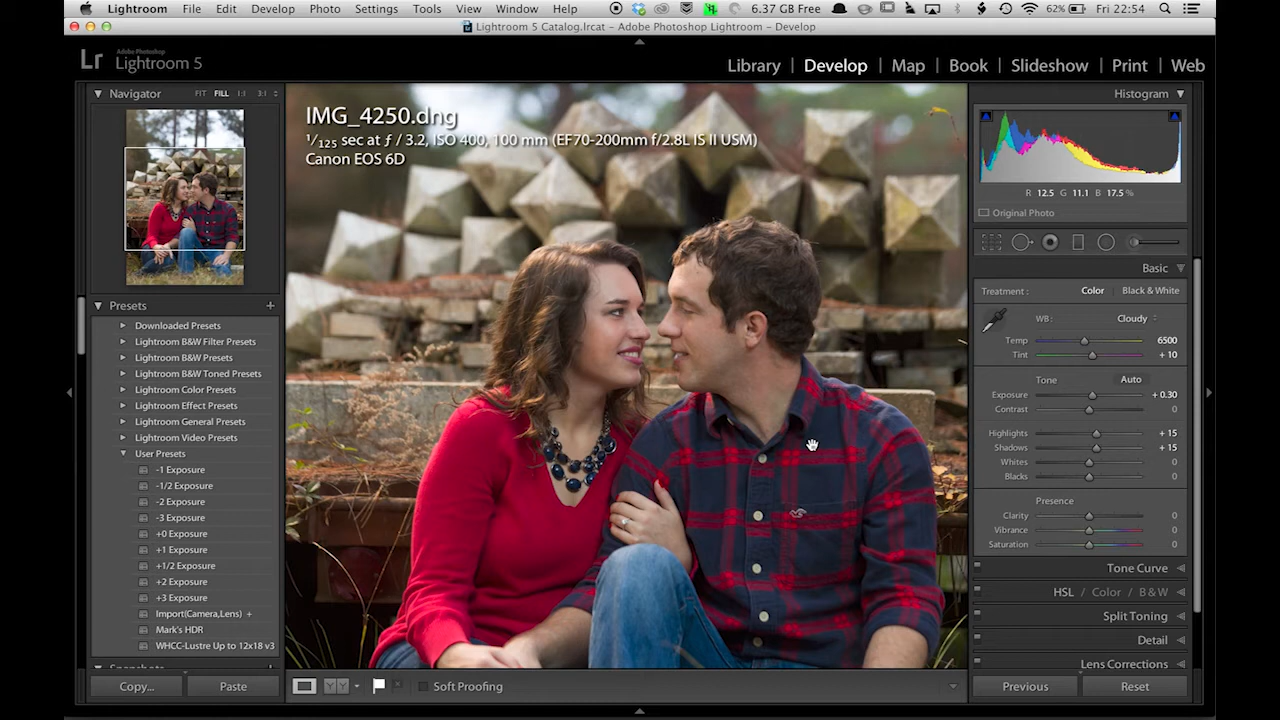 Lightroom File Edit Develop Photo Settings Tools View Window Help 6.37 GB Free 62% Fri 22:54
Lightroom 5 Catalog.lrcat - Adobe Photoshop Lightroom - Develop
Lr Adobe Photoshop Lightroom 5
Library | Develop | Map | Book | Slideshow | Print | Web
Navigator FIT FILL 1:1 3:1
Presets +
Downloaded Presets
Lightroom B&W Filter Presets
Lightroom B&W Presets
Lightroom B&W Toned Presets
Lightroom Color Presets
Lightroom Effect Presets
Lightroom General Presets
Lightroom Video Presets
User Presets
-1 Exposure
-1/2 Exposure
-2 Exposure
-3 Exposure
+0 Exposure
+1 Exposure
+1/2 Exposure
+2 Exposure
+3 Exposure
Import(Camera,Lens) +
Mark's HDR
WHCC-Lustre Up to 12x18 v3
Snapshots
Copy... Paste
IMG_4250.dng
1/125 sec at ƒ / 3.2, ISO 400, 100 mm (EF70-200mm f/2.8L IS II USM)
Canon EOS 6D
YY Soft Proofing
Histogram
R 12.5 G 11.1 B 17.5 %
Original Photo
Basic
Treatment : Color | Black & White
WB: Cloudy
Temp 6500
Tint + 10
Tone Auto
Exposure + 0.30
Contrast 0
Highlights + 15
Shadows + 15
Whites 0
Blacks 0
Presence
Clarity 0
Vibrance 0
Saturation 0
Tone Curve
HSL / Color / B&W
Split Toning
Detail
Lens Corrections
Previous Reset